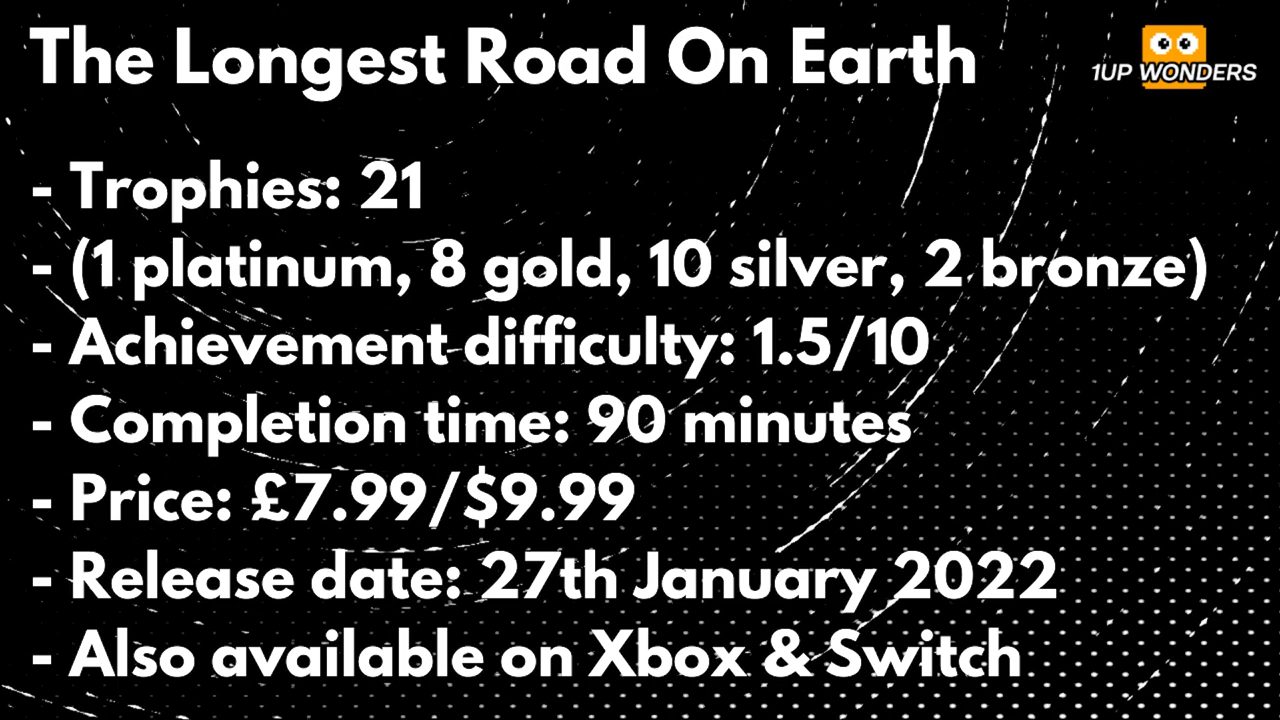 The Longest Road On Earth
1UP WONDERS
- Trophies: 21
- (1 platinum, 8 gold, 10 silver, 2 bronze)
- Achievement difficulty: 1.5/10
- Completion time: 90 minutes
- Price: £7.99/$9.99
- Release date: 27th January 2022
- Also available on Xbox & Switch